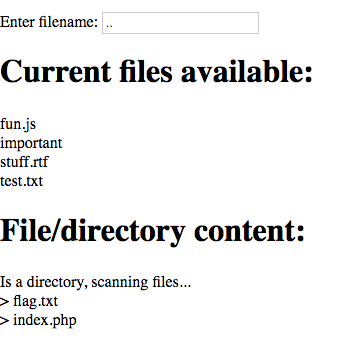 Enter filename: ..
Current files available:
fun.js
important
stuff.rtf
test.txt
File/directory content:
Is a directory, scanning files...
> flag.txt
> index.php